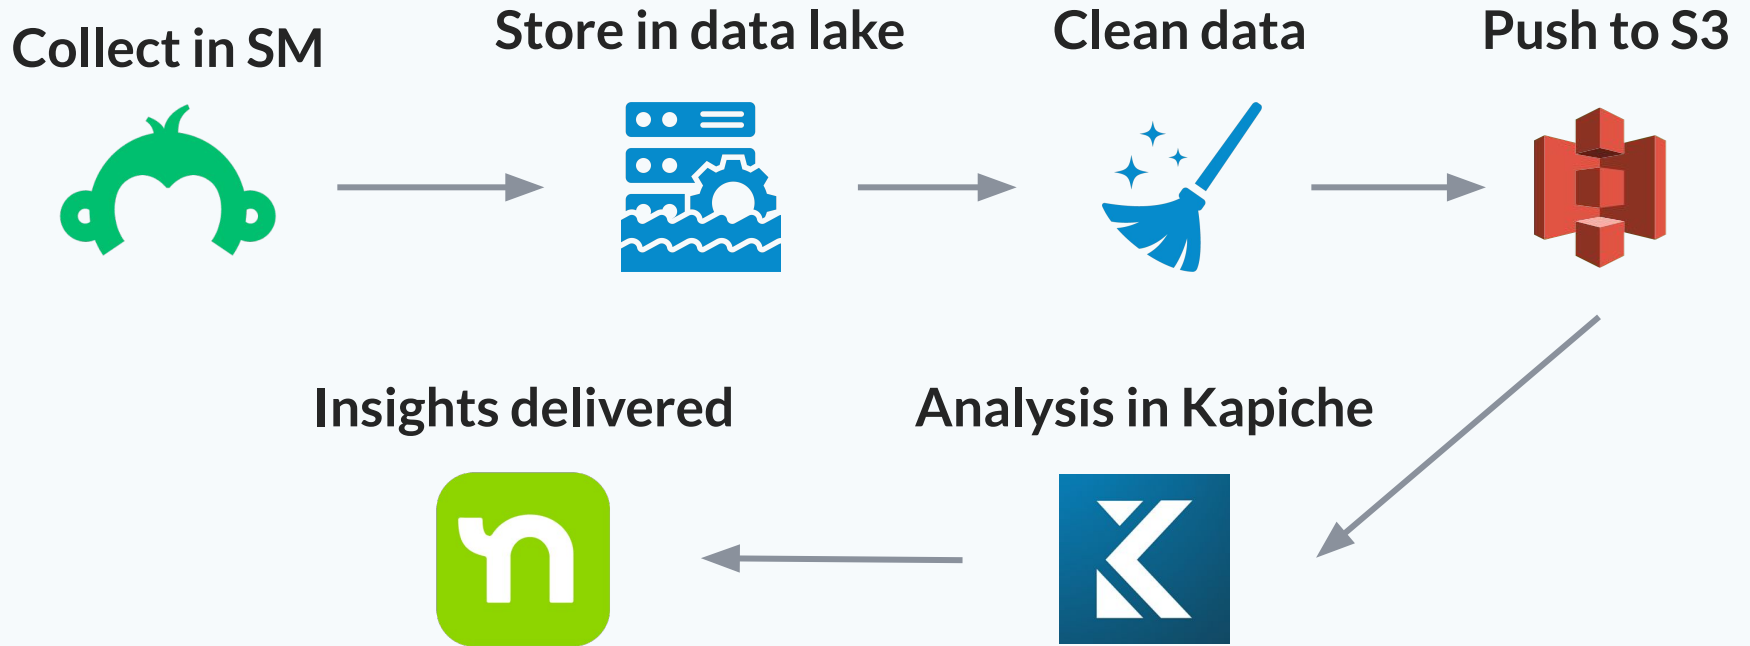 Collect in SM
Store in data lake
Clean data
Push to S3
Insights delivered
Analysis in Kapiche
n
K